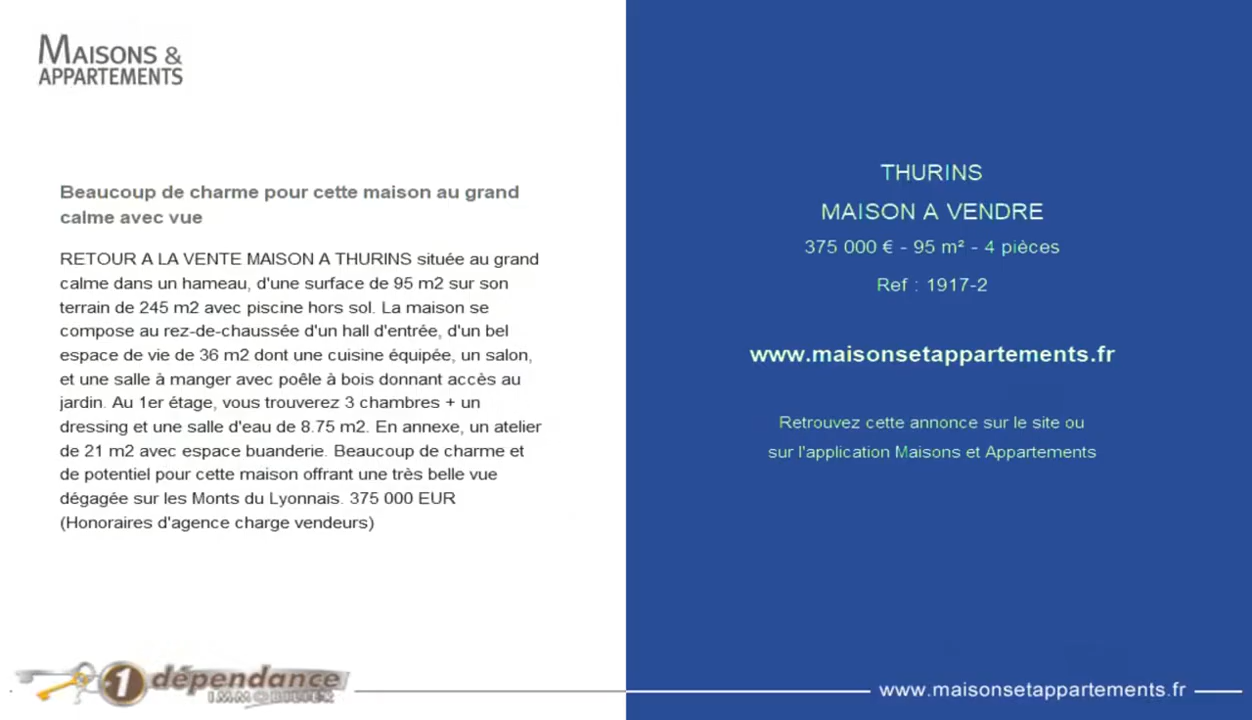 MAISONS &
APPARTEMENTS
Beaucoup de charme pour cette maison au grand
calme avec vue
RETOUR A LA VENTE MAISON A THURINS située au grand
calme dans un hameau, d'une surface de 95 m2 sur son
terrain de 245 m2 avec piscine hors sol. La maison se
compose au rez-de-chaussée d'un hall d'entrée, d'un bel
espace de vie de 36 m2 dont une cuisine équipée, un salon,
et une salle à manger avec poêle à bois donnant accès au
jardin. Au 1er étage, vous trouverez 3 chambres + un
dressing et une salle d'eau de 8.75 m2. En annexe, un atelier
de 21 m2 avec espace buanderie. Beaucoup de charme et
de potentiel pour cette maison offrant une très belle vue
dégagée sur les Monts du Lyonnais. 375 000 EUR
(Honoraires d'agence charge vendeurs)
1 dépendance
IMMOBILIER
THURINS
MAISON A VENDRE
375 000 € - 95 m² - 4 pièces
Ref : 1917-2
www.maisonsetappartements.fr
Retrouvez cette annonce sur le site ou
sur l'application Maisons et Appartements
www.maisonsetappartements.fr